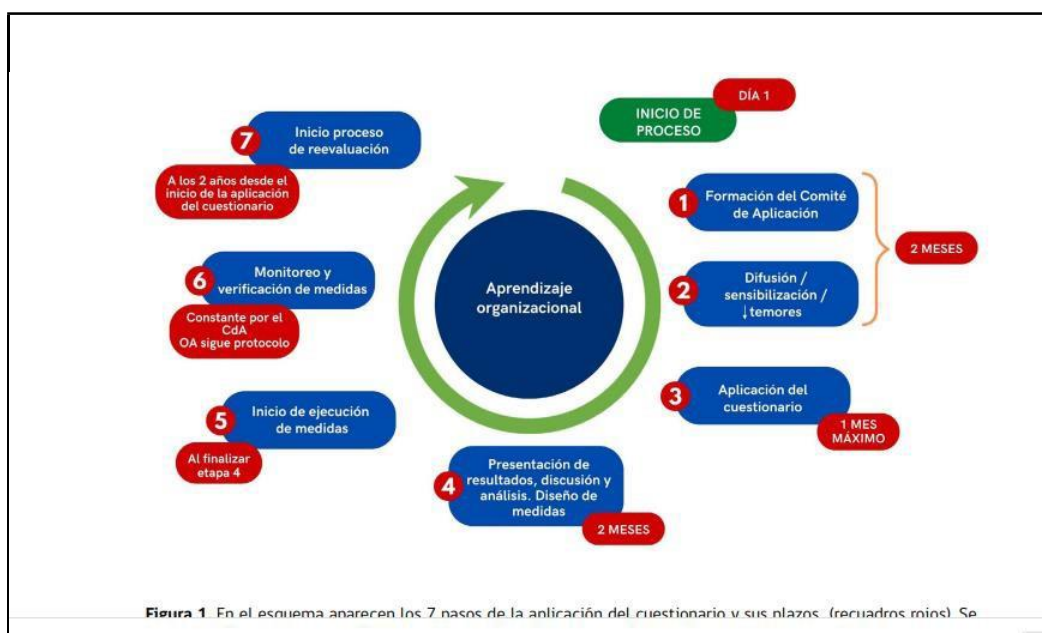 DÍA 1
INICIO DE
PROCESO
1
Formación del Comité
de Aplicación
2 MESES
2
Difusión /
sensibilización /
↓temores
3
Aplicación del
cuestionario
1 MES
MÁXIMO
4
Presentación de
resultados, discusión y
análisis. Diseño de
medidas
2 MESES
5
Inicio de ejecución
de medidas
Al finalizar
etapa 4
6
Monitoreo y
verificación de medidas
Constante por el
CdA
OA sigue protocolo
7
Inicio proceso
de reevaluación
A los 2 años desde el
inicio de la aplicación
del cuestionario
Aprendizaje
organizacional
Figura 1. En el esquema aparecen los 7 pasos de la aplicación del cuestionario y sus plazos (recuadros rojos). Se